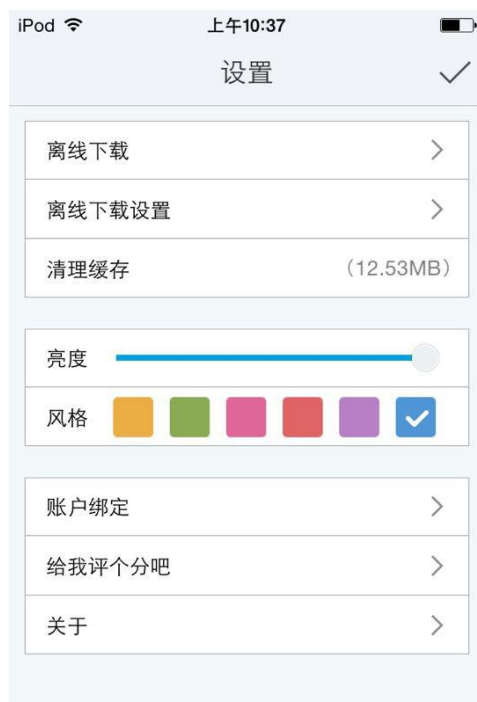 iPod 上午10:37
设置
离线下载
离线下载设置
清理缓存 (12.53MB)
亮度
风格
账户绑定
给我评个分吧
关于